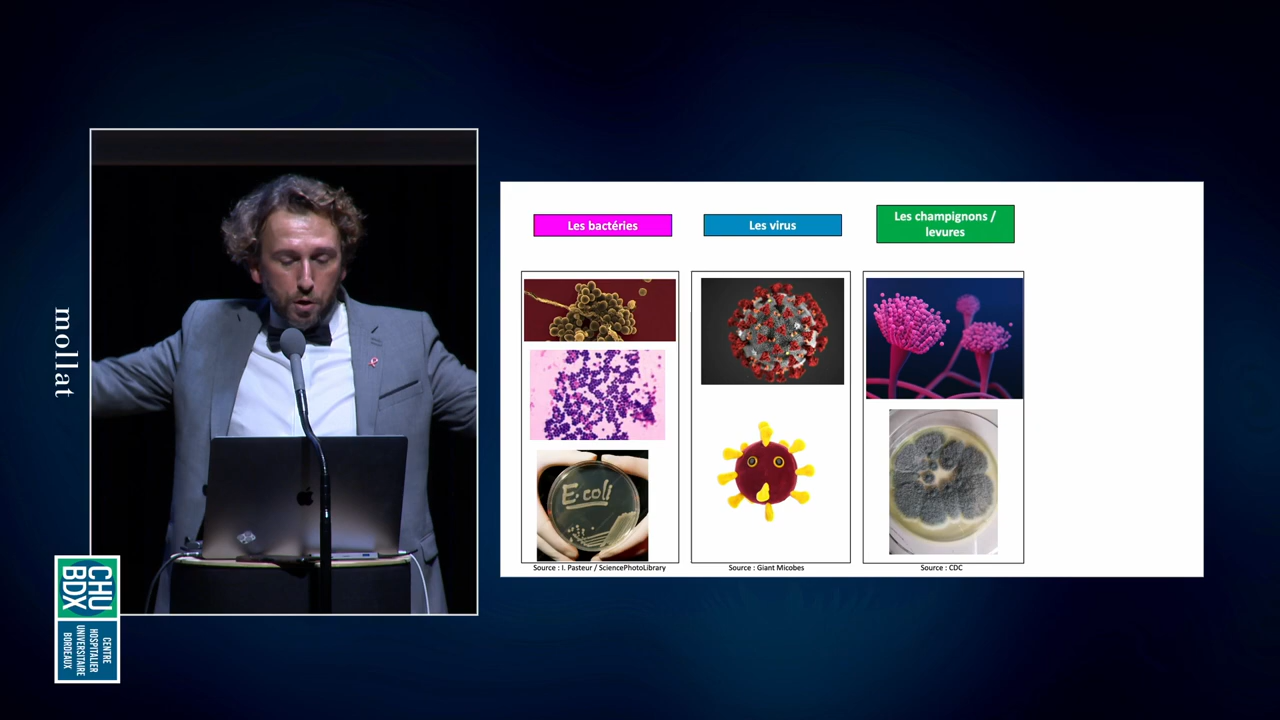 mollat
CHU
BDX
CENTRE
HOSPITALIER
UNIVERSITAIRE
BORDEAUX
Les bactéries
Les virus
Les champignons /
levures
E.coli
Source : I. Pasteur / SciencePhotoLibrary
Source : Giant Micobes
Source : CDC